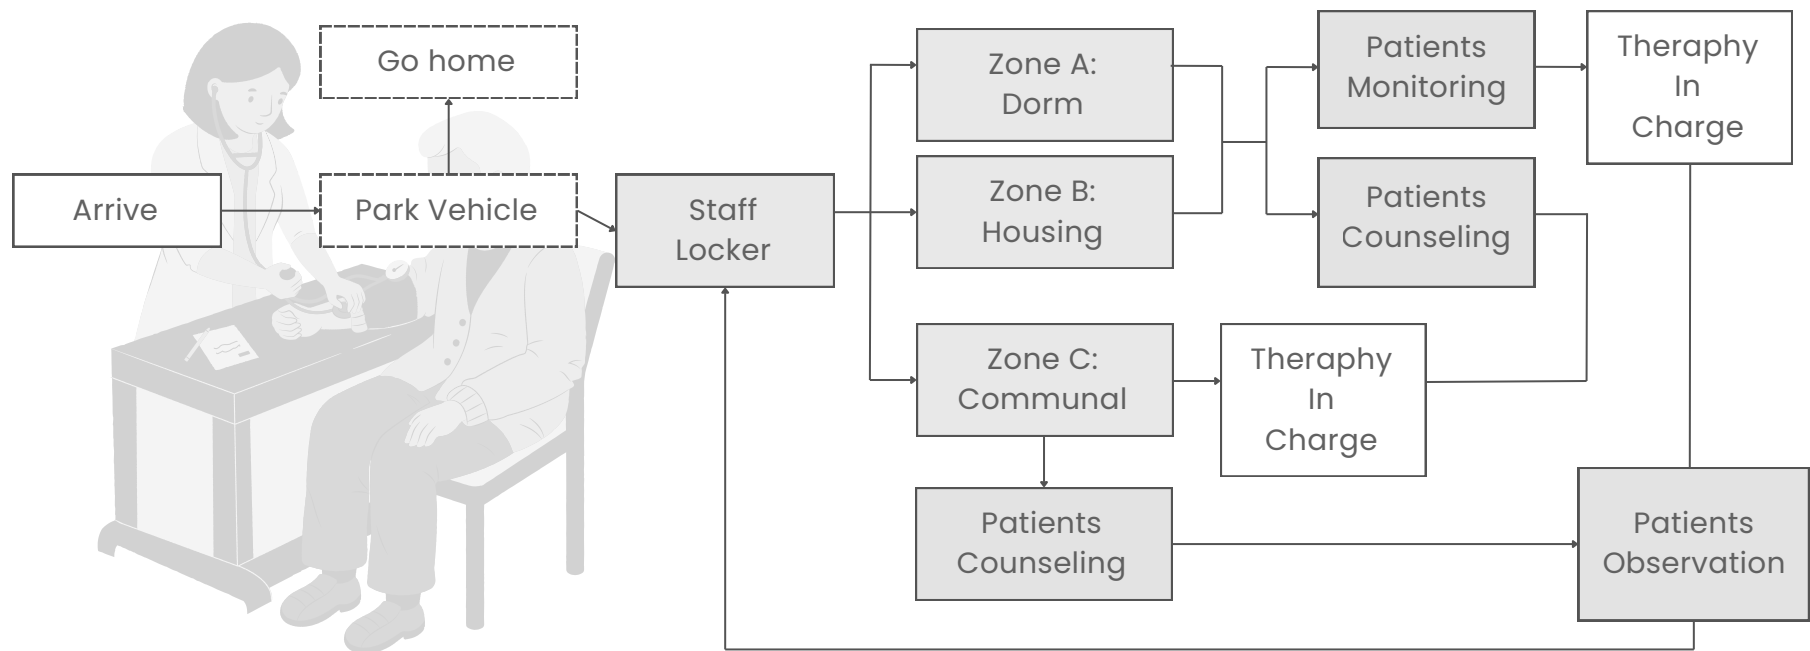 Go home
Arrive
Park Vehicle
Staff
Locker
Zone A:
Dorm
Zone B:
Housing
Zone C:
Communal
Patients
Counseling
Theraphy
In
Charge
Patients
Monitoring
Patients
Counseling
Theraphy
In
Charge
Patients
Observation